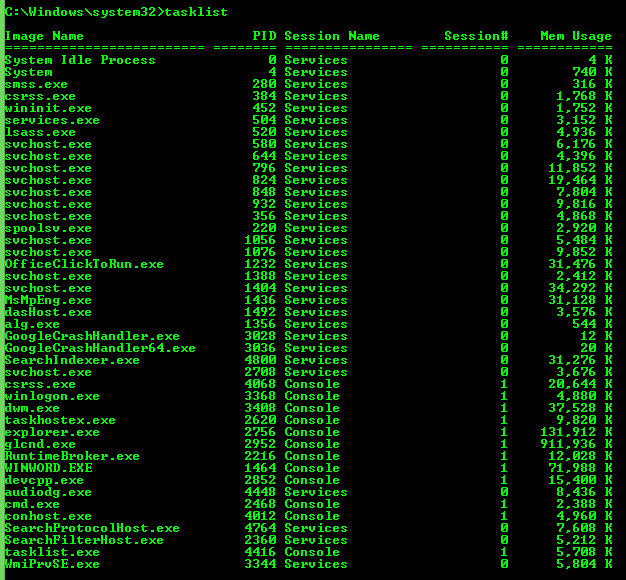 C:\Windows\system32>tasklist
Image Name                     PID Session Name        Session#    Mem Usage
========================= ======== ================ =========== ============
System Idle Process              0 Services                   0          4 K
System                           4 Services                   0        740 K
smss.exe                       280 Services                   0        316 K
csrss.exe                      384 Services                   0      1,768 K
wininit.exe                    452 Services                   0      1,752 K
services.exe                   504 Services                   0      3,152 K
lsass.exe                      520 Services                   0      4,936 K
svchost.exe                    580 Services                   0      6,176 K
svchost.exe                    644 Services                   0      4,396 K
svchost.exe                    796 Services                   0     11,852 K
svchost.exe                    824 Services                   0     19,464 K
svchost.exe                    848 Services                   0      7,804 K
svchost.exe                    932 Services                   0      9,816 K
svchost.exe                    356 Services                   0      4,868 K
spoolsv.exe                    220 Services                   0      2,920 K
svchost.exe                   1056 Services                   0      5,484 K
svchost.exe                   1076 Services                   0      9,852 K
OfficeClickToRun.exe          1232 Services                   0     31,476 K
svchost.exe                   1388 Services                   0      2,412 K
svchost.exe                   1404 Services                   0     34,292 K
MsMpEng.exe                   1436 Services                   0     31,128 K
dasHost.exe                   1492 Services                   0      3,576 K
alg.exe                       1356 Services                   0        544 K
GoogleCrashHandler.exe        3028 Services                   0         12 K
GoogleCrashHandler64.exe      3036 Services                   0         20 K
SearchIndexer.exe             4800 Services                   0     31,276 K
svchost.exe                   2708 Services                   0      3,676 K
csrss.exe                     4068 Console                    1     20,644 K
winlogon.exe                  3368 Console                    1      4,880 K
dwm.exe                       3408 Console                    1     37,528 K
taskhostex.exe                2620 Console                    1      9,820 K
explorer.exe                  2756 Console                    1    131,912 K
glcnd.exe                     2952 Console                    1    911,936 K
RuntimeBroker.exe             2216 Console                    1     12,028 K
WINWORD.EXE                   1464 Console                    1     71,988 K
devcpp.exe                    2852 Console                    1     15,400 K
audiodg.exe                   4448 Services                   0      8,436 K
cmd.exe                       2468 Console                    1      2,388 K
conhost.exe                   4012 Console                    1      4,960 K
SearchProtocolHost.exe        4764 Services                   0      7,608 K
SearchFilterHost.exe          2360 Services                   0      5,212 K
tasklist.exe                  4416 Console                    1      5,708 K
WmiPrvSE.exe                  3344 Services                   0      5,804 K